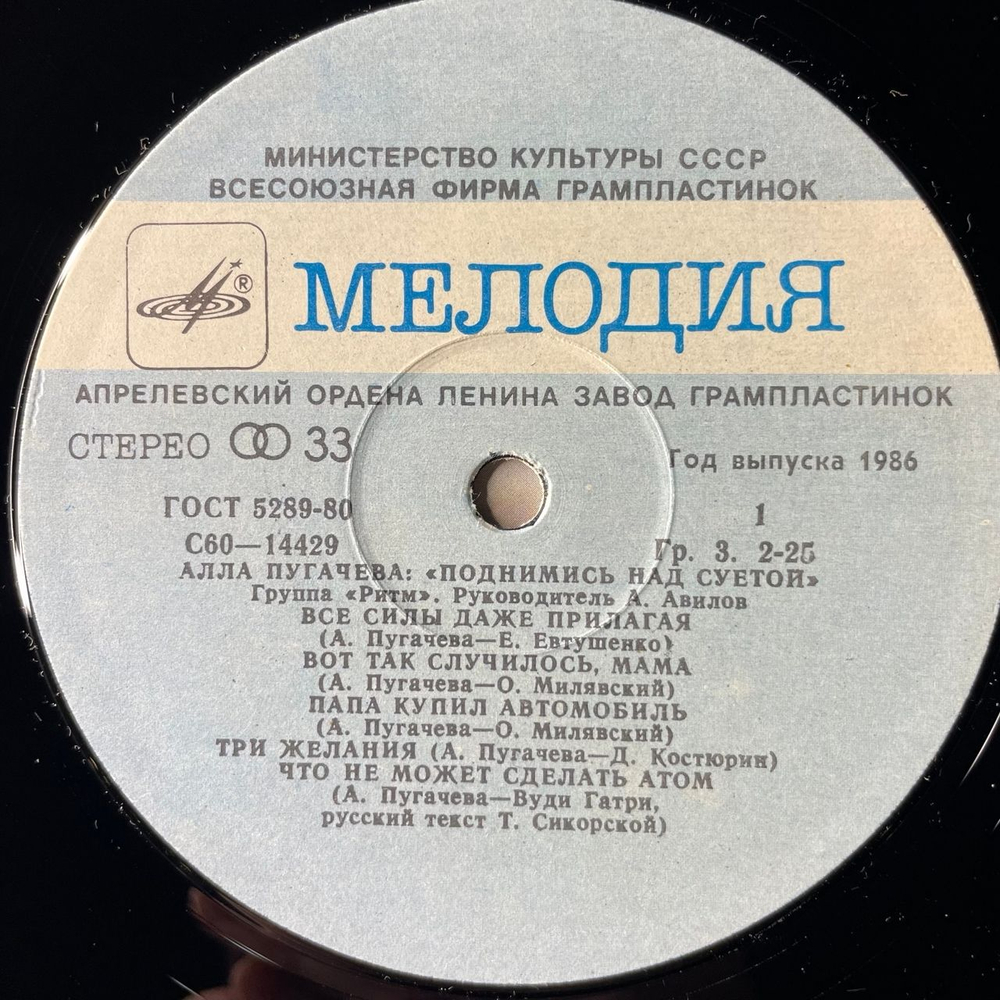 МИНИСТЕРСТВО КУЛЬТУРЫ СССР
ВСЕСОЮЗНАЯ ФИРМА ГРАМПЛАСТИНОК
® МЕЛОДИЯ
АПРЕЛЕВСКИЙ ОРДЕНА ЛЕНИНА ЗАВОД ГРАМПЛАСТИНОК
СТЕРЕО 33
Год выпуска 1986
ГОСТ 5289-80
1
С60—14429
Гр. 3. 2-25
АЛЛА ПУГАЧЕВА: «ПОДНИМИСЬ НАД СУЕТОЙ»
Группа «Ритм». Руководитель А. Авилов
ВСЕ СИЛЫ ДАЖЕ ПРИЛАГАЯ
(А. Пугачева—Е. Евтушенко)
ВОТ ТАК СЛУЧИЛОСЬ, МАМА
(А. Пугачева—О. Милявский)
ПАПА КУПИЛ АВТОМОБИЛЬ
(А. Пугачева—О. Милявский)
ТРИ ЖЕЛАНИЯ (А. Пугачева—Д. Костюрин)
ЧТО НЕ МОЖЕТ СДЕЛАТЬ АТОМ
(А. Пугачева—Вуди Гатри,
русский текст Т. Сикорской)